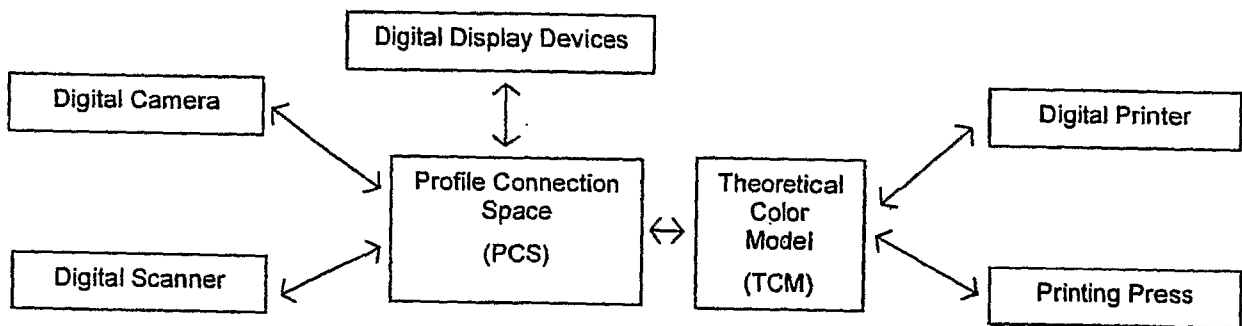 Digital Display Devices
Digital Camera
Digital Printer
Profile Connection
Space
(PCS)
Theoretical
Color
Model
(TCM)
Digital Scanner
Printing Press